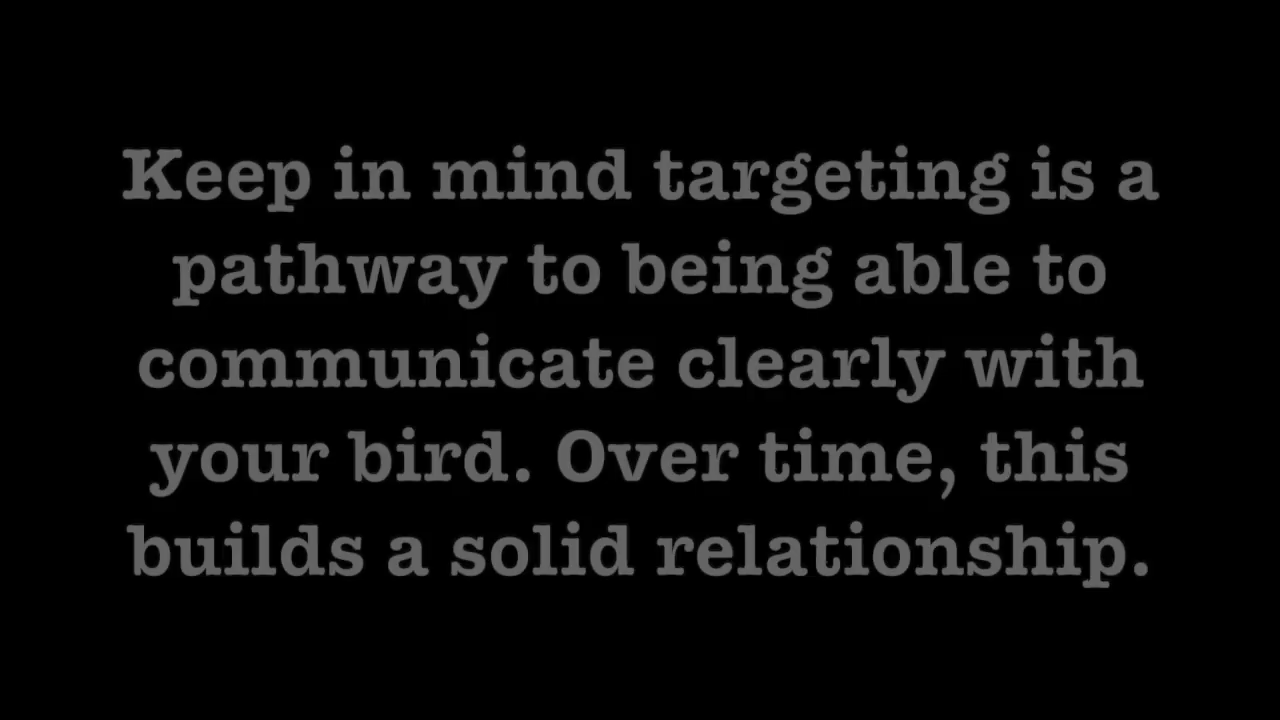 Keep in mind targeting is a
pathway to being able to
communicate clearly with
your bird. Over time, this
builds a solid relationship.